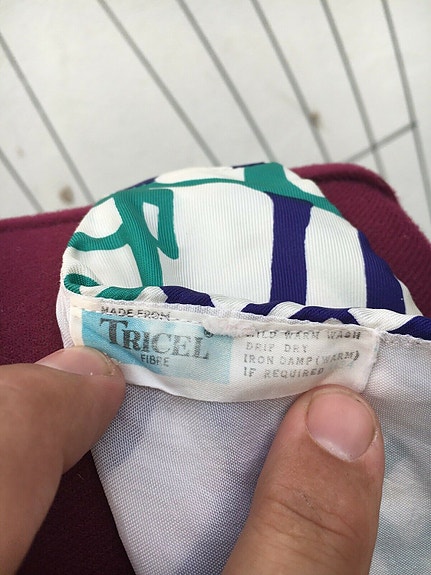 MADE FROM
TRICEL®
FIBRE
MILD WARM WASH
DRIP DRY
IRON DAMP (WARM)
IF REQUIRED